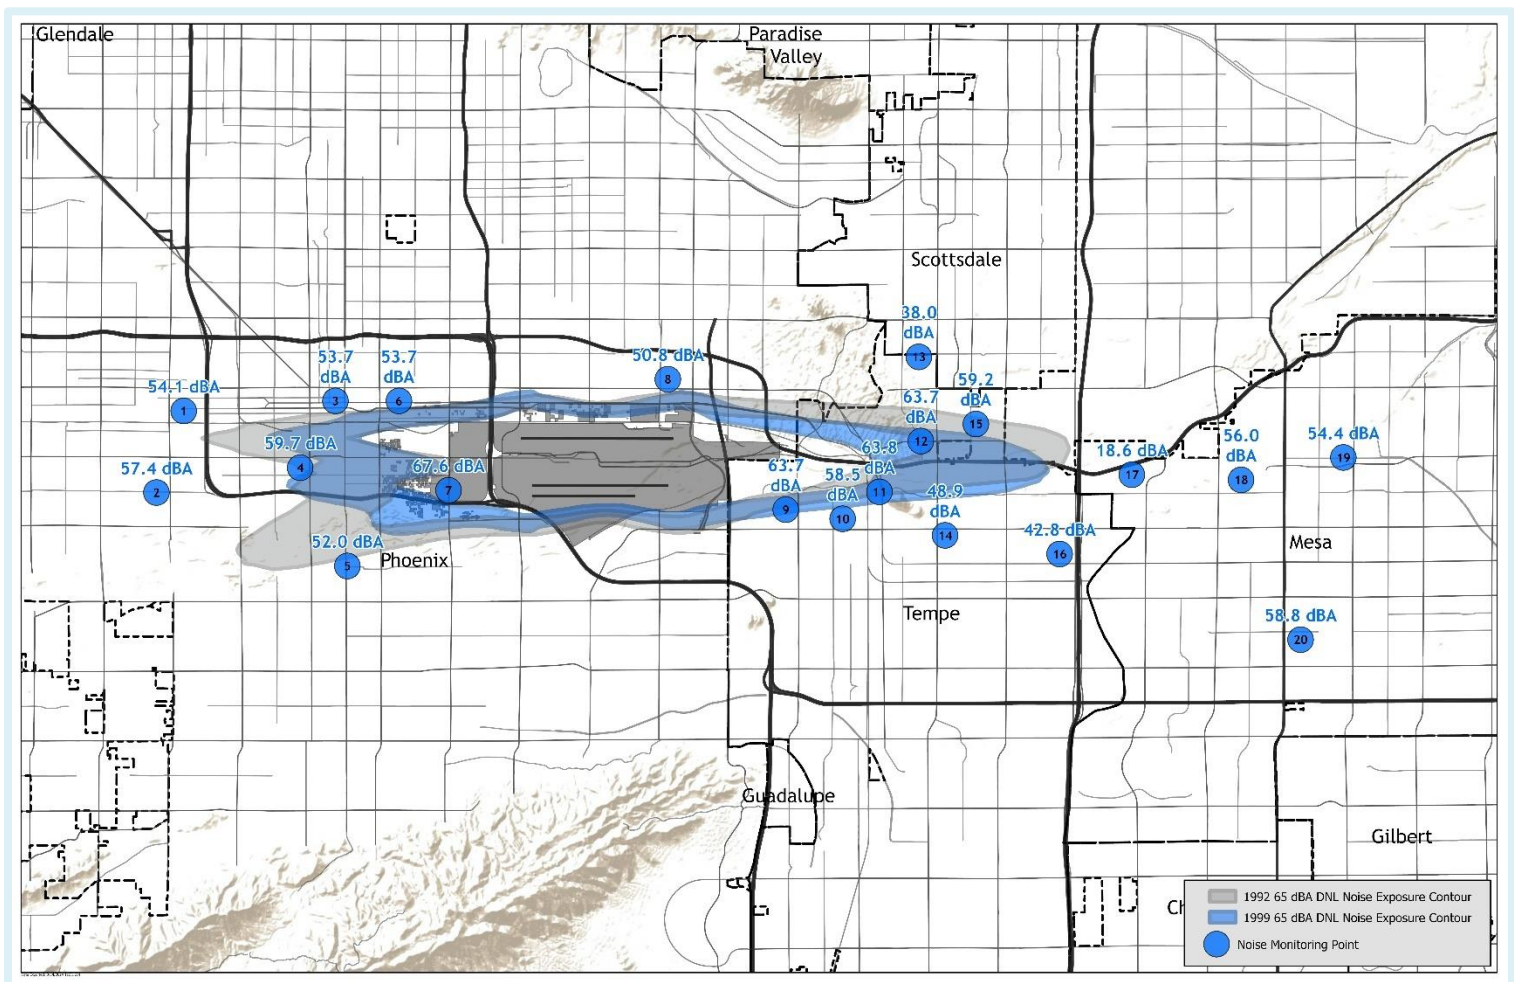 Glendale
Paradise
Valley
Scottsdale
38.0
dBA
13
53.7
dBA
3
53.7
dBA
6
50.8 dBA
8
54.1 dBA
1
59.2
dBA
15
63.7
dBA
12
59.7 dBA
4
57.4 dBA
2
67.6 dBA
7
63.7
dBA
9
58.5
dBA
10
63.8
dBA
11
48.9
dBA
14
18.6 dBA
17
56.0
dBA
18
54.4 dBA
19
52.0 dBA
5
Phoenix
42.8 dBA
16
Mesa
Tempe
58.8 dBA
20
Guadalupe
Gilbert
Ch
1992 65 dBA DNL Noise Exposure Contour
1999 65 dBA DNL Noise Exposure Contour
Noise Monitoring Point